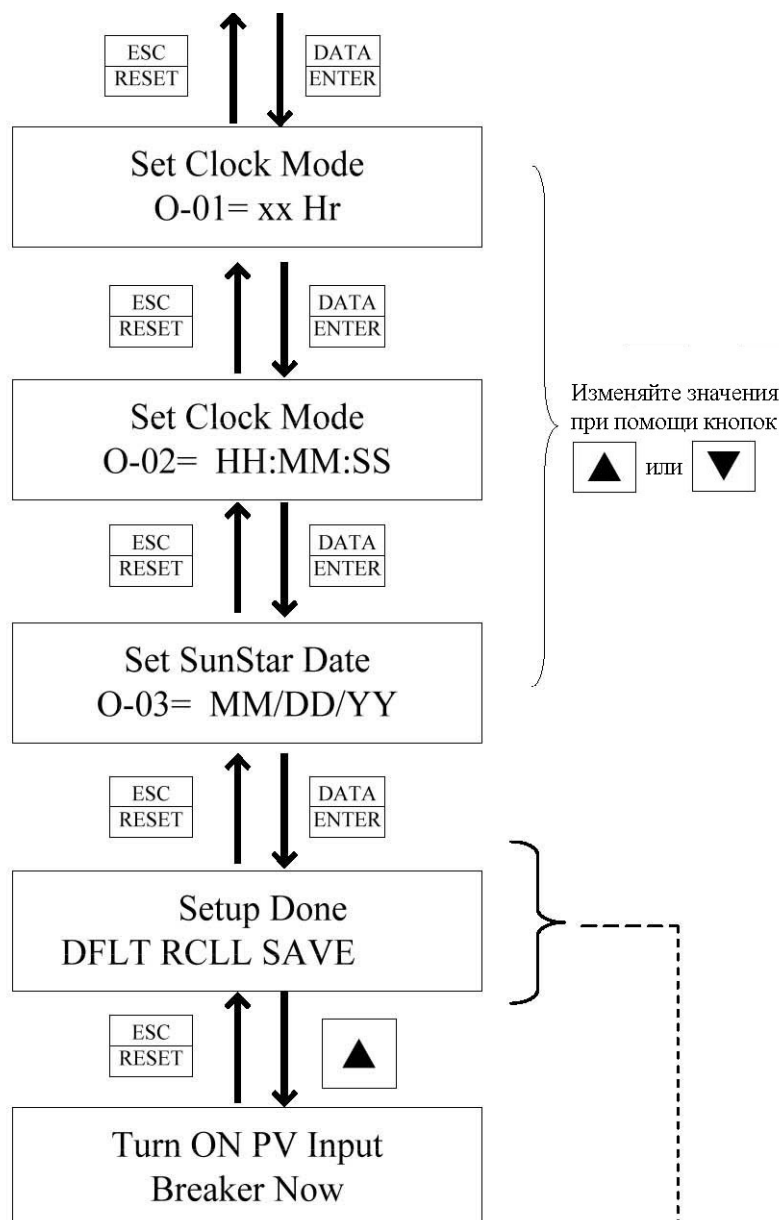 ESC
RESET
DATA
ENTER
Set Clock Mode
O-01= xx Hr
ESC
RESET
DATA
ENTER
Set Clock Mode
O-02= HH:MM:SS
Изменяйте значения
при помощи кнопок
или
ESC
RESET
DATA
ENTER
Set SunStar Date
O-03= MM/DD/YY
ESC
RESET
DATA
ENTER
Setup Done
DFLT RCLL SAVE
ESC
RESET
Turn ON PV Input
Breaker Now